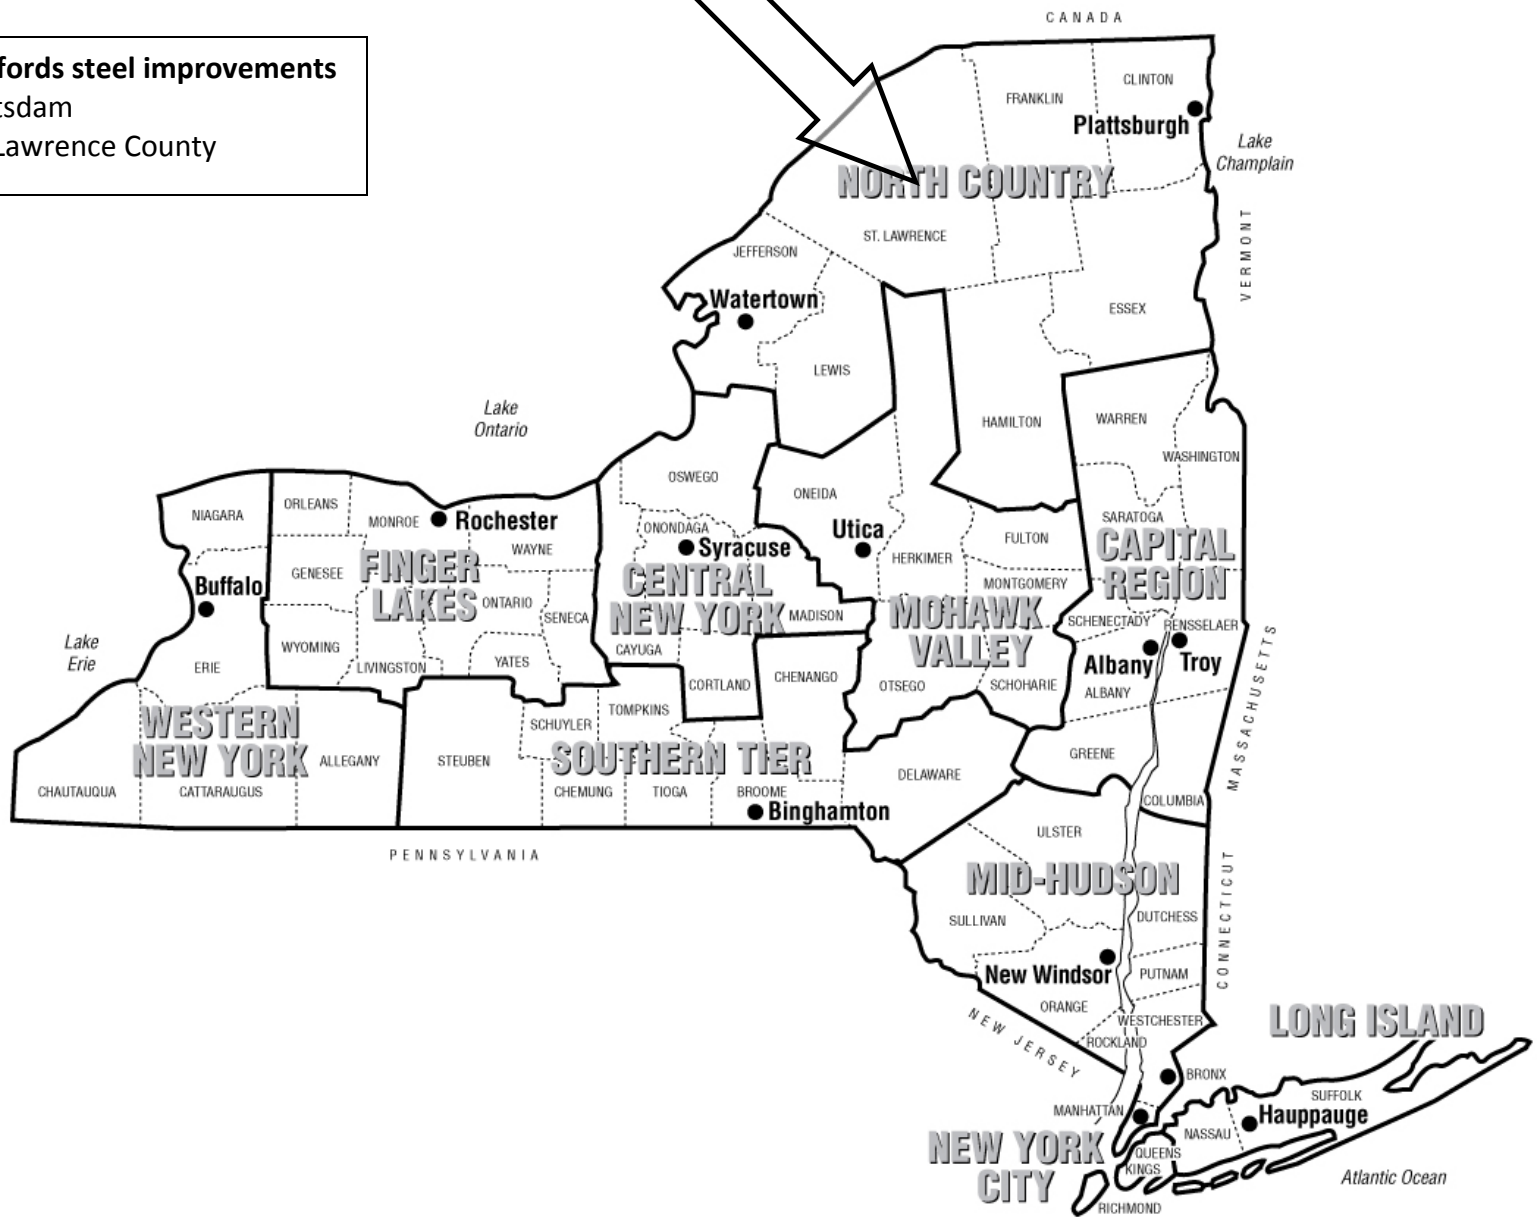 fords steel improvements
tsdam
Lawrence County
CANADA
CLINTON
FRANKLIN
Plattsburgh
Lake
Champlain
NORTH COUNTRY
VERMONT
ST. LAWRENCE
JEFFERSON
Watertown
ESSEX
LEWIS
Lake
Ontario
HAMILTON
WARREN
WASHINGTON
OSWEGO
ONEIDA
NIAGARA
ORLEANS
MONROE
Rochester
ONONDAGA
Syracuse
Utica
SARATOGA
FULTON
CAPITAL
REGION
WAYNE
HERKIMER
GENESEE
FINGER
LAKES
Buffalo
CENTRAL
NEW YORK
MONTGOMERY
ONTARIO
SENECA
MADISON
MOHAWK
VALLEY
SCHENECTADY
RENSSELAER
Lake
Erie
WYOMING
CAYUGA
ERIE
LIVINGSTON
YATES
Albany
Troy
MASSACHUSETTS
CHENANGO
CORTLAND
OTSEGO
SCHOHARIE
ALBANY
TOMPKINS
WESTERN
NEW YORK
SCHUYLER
SOUTHERN TIER
ALLEGANY
STEUBEN
GREENE
DELAWARE
CHAUTAUQUA
CATTARAUGUS
CHEMUNG
TIOGA
BROOME
Binghamton
COLUMBIA
PENNSYLVANIA
ULSTER
MID-HUDSON
CONNECTICUT
SULLIVAN
DUTCHESS
New Windsor
PUTNAM
ORANGE
NEW JERSEY
WESTCHESTER
ROCKLAND
LONG ISLAND
BRONX
SUFFOLK
MANHATTAN
Hauppauge
NASSAU
NEW YORK
CITY
QUEENS
KINGS
Atlantic Ocean
RICHMOND